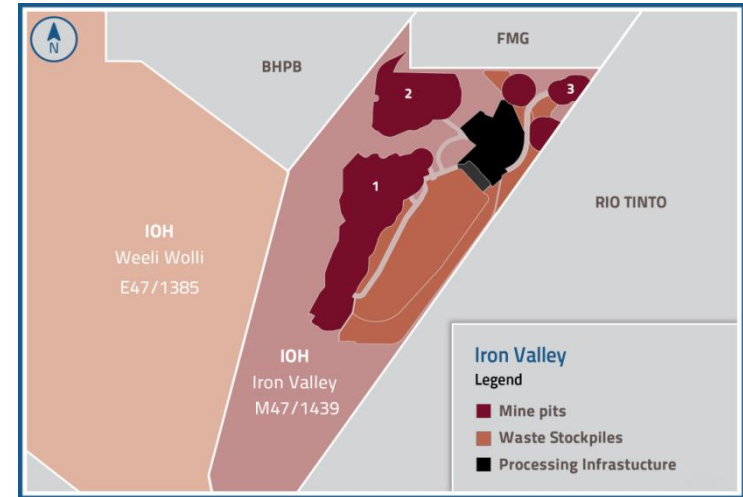 N
BHPB
FMG
2
3
1
RIO TINTO
IOH
Weeli Wolli
E47/1385
IOH
Iron Valley
M47/1439
Iron Valley
Legend
Mine pits
Waste Stockpiles
Processing Infrastucture